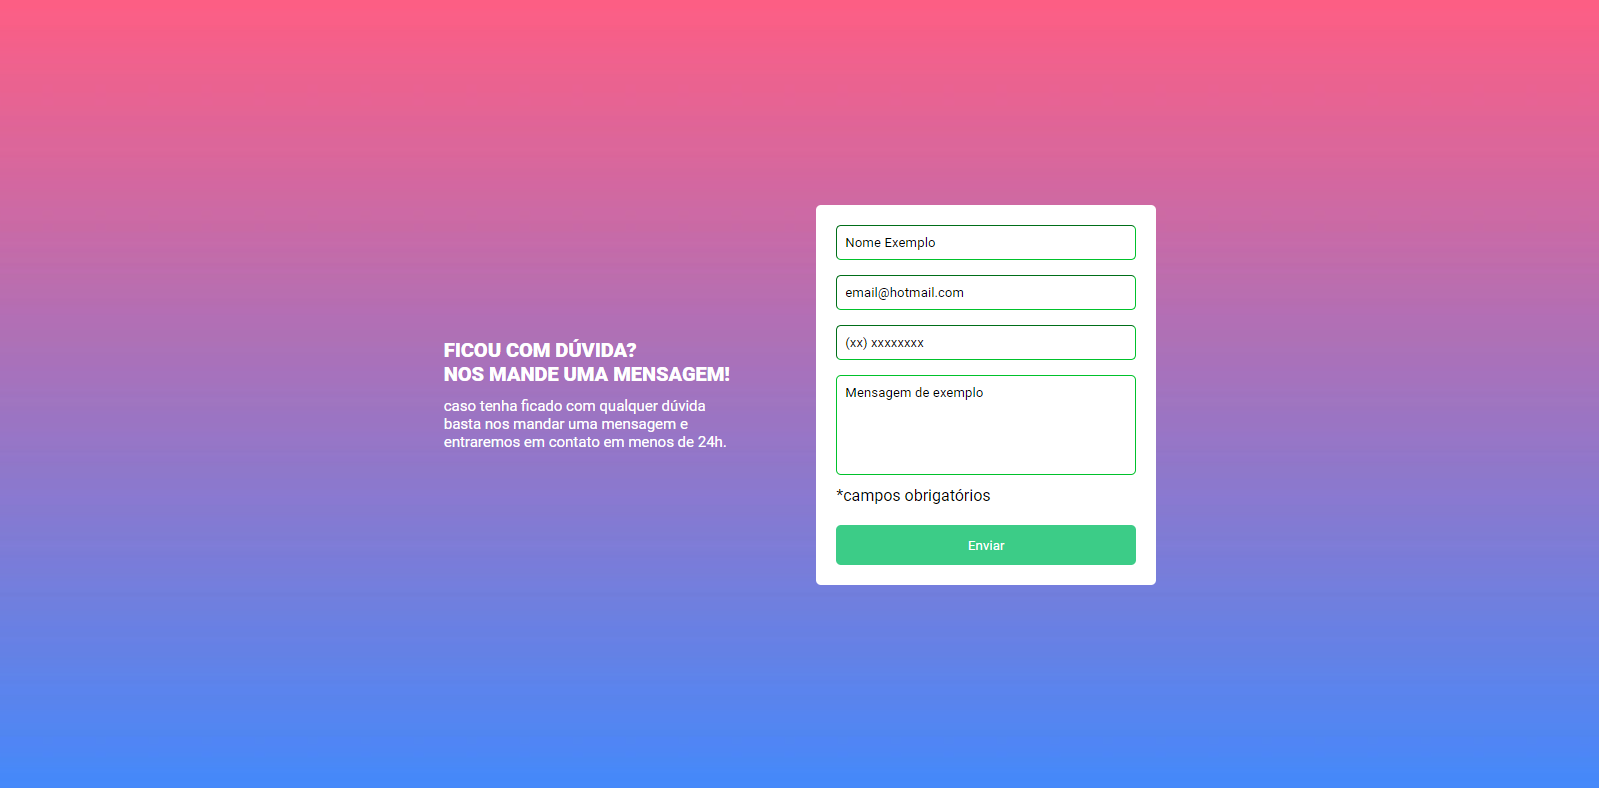 FICOU COM DÚVIDA?
NOS MANDE UMA MENSAGEM!
caso tenha ficado com qualquer dúvida
basta nos mandar uma mensagem e
entraremos em contato em menos de 24h.
Nome Exemplo
email@hotmail.com
(xx) xxxxxxxx
Mensagem de exemplo
*campos obrigatórios
Enviar